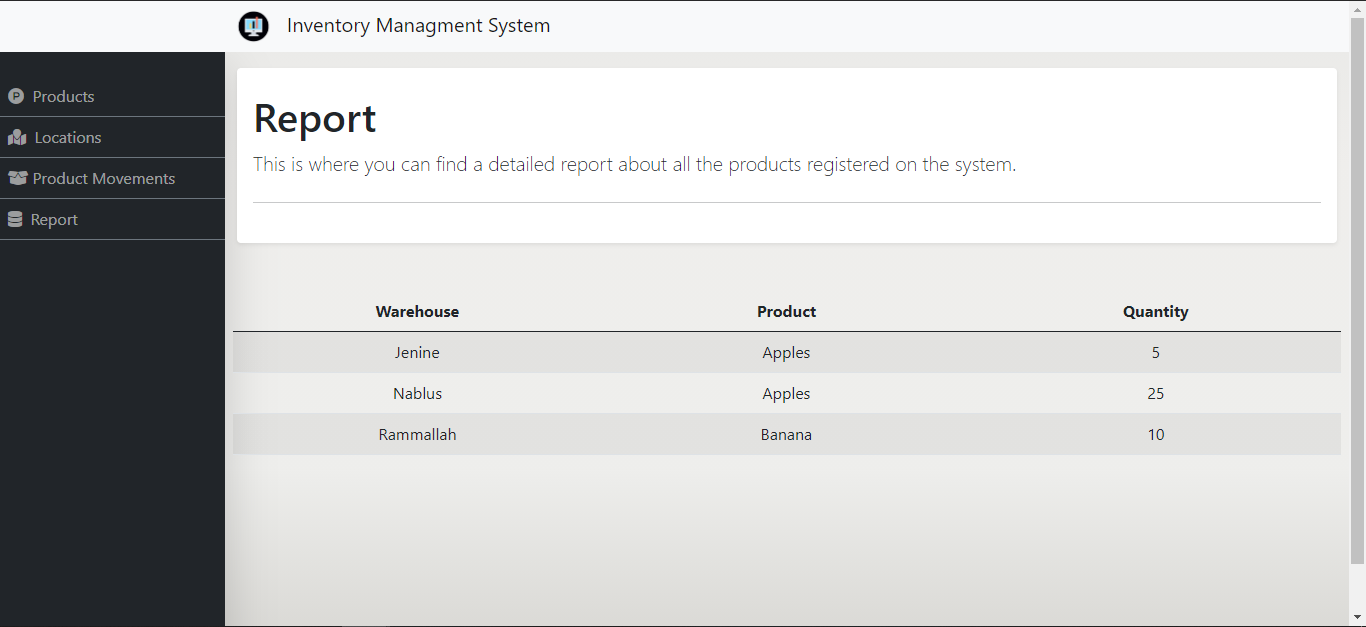 Inventory Managment System
Products
Locations
Product Movements
Report
Report
This is where you can find a detailed report about all the products registered on the system.
Warehouse Product Quantity
Jenine Apples 5
Nablus Apples 25
Rammallah Banana 10